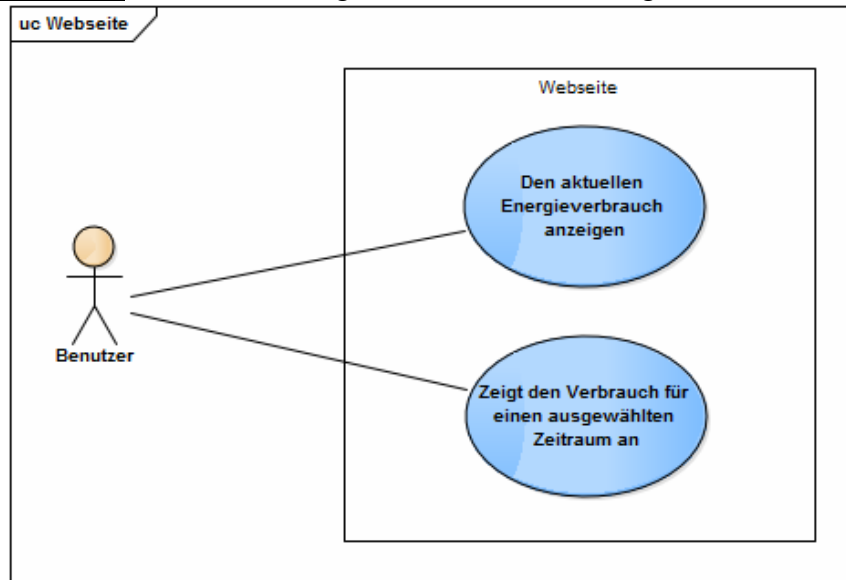 uc Webseite
Webseite
Den aktuellen
Energieverbrauch
anzeigen
Benutzer
Zeigt den Verbrauch für
einen ausgewählten
Zeitraum an